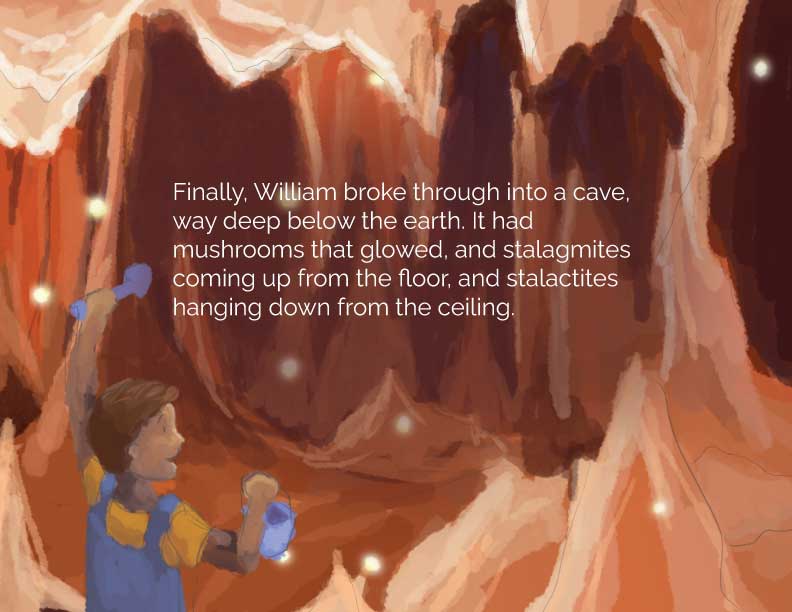 Finally, William broke through into a cave,
way deep below the earth. It had
mushrooms that glowed, and stalagmites
coming up from the floor, and stalactites
hanging down from the ceiling.